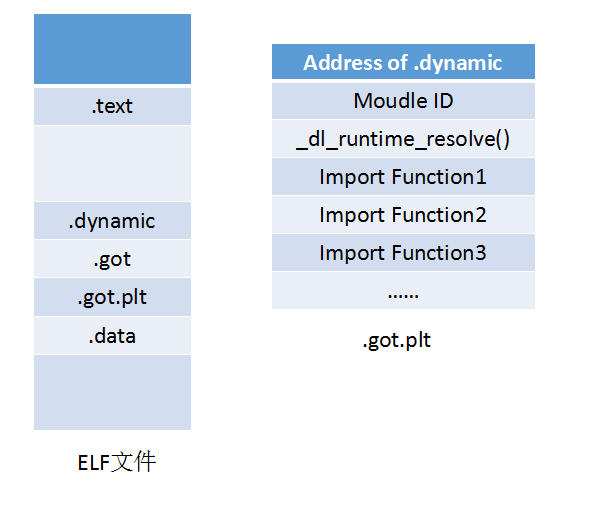 .text
.dynamic
.got
.got.plt
.data
ELF文件
Address of .dynamic
Moudle ID
_dl_runtime_resolve()
Import Function1
Import Function2
Import Function3
......
.got.plt